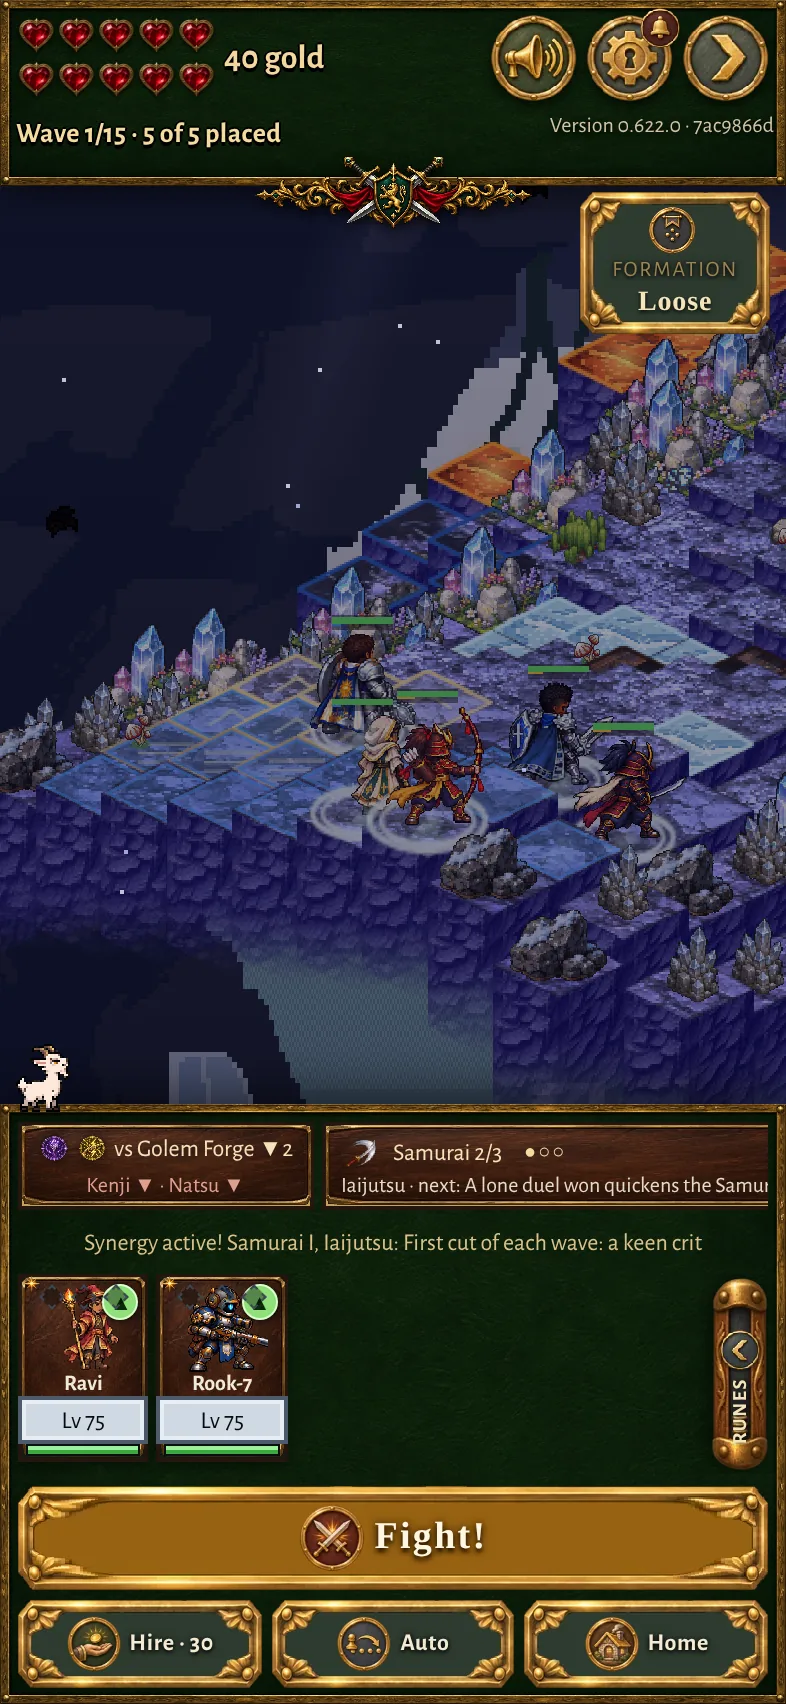 40 gold
Wave 1/15 · 5 of 5 placed
Version 0.622.0 · 7ac9866d
FORMATION
Loose
vs Golem Forge ▼ 2
Kenji ▼ · Natsu ▼
Samurai 2/3 ●○○
Iaijutsu · next: A lone duel won quickens the Samur
Synergy active! Samurai I, Iaijutsu: First cut of each wave: a keen crit
Ravi
Lv 75
Rook-7
Lv 75
RUNES
Fight!
Hire · 30
Auto
Home